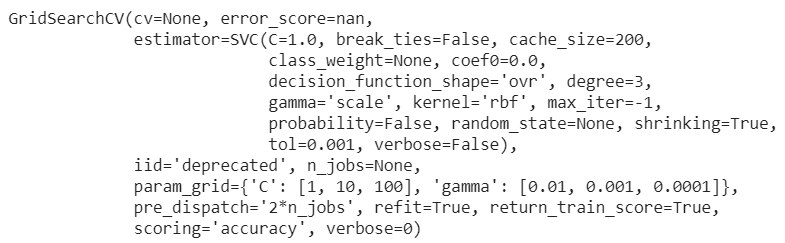 GridSearchCV(cv=None, error_score=nan,
             estimator=SVC(C=1.0, break_ties=False, cache_size=200,
                           class_weight=None, coef0=0.0,
                           decision_function_shape='ovr', degree=3,
                           gamma='scale', kernel='rbf', max_iter=-1,
                           probability=False, random_state=None, shrinking=True,
                           tol=0.001, verbose=False),
             iid='deprecated', n_jobs=None,
             param_grid={'C': [1, 10, 100], 'gamma': [0.01, 0.001, 0.0001]},
             pre_dispatch='2*n_jobs', refit=True, return_train_score=True,
             scoring='accuracy', verbose=0)